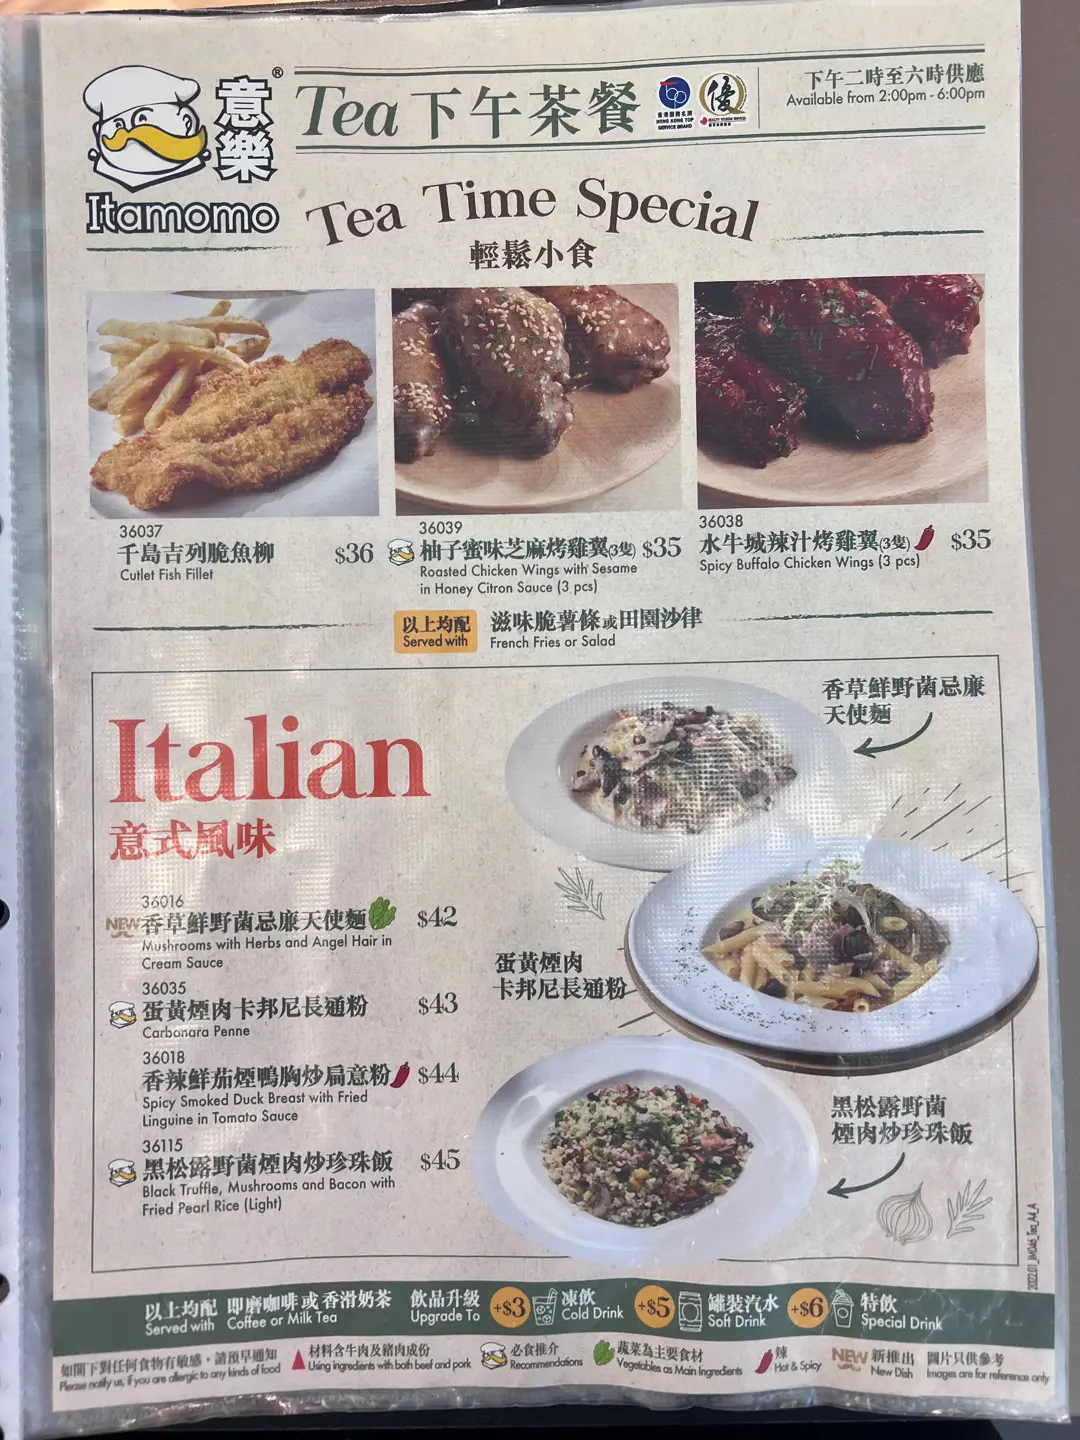 意樂®
Itamomo
Tea 下午茶餐
香港服務名牌
HONG KONG TOP
SERVICE BRAND
優
QUALITY TOURISM SERVICES
下午二時至六時供應
Available from 2:00pm - 6:00pm
Tea Time Special
輕鬆小食
36037
千島吉列脆魚柳 $36
Cutlet Fish Fillet
36039
柚子蜜味芝麻烤雞翼(3隻) $35
Roasted Chicken Wings with Sesame
in Honey Citron Sauce (3 pcs)
36038
水牛城辣汁烤雞翼(3隻) $35
Spicy Buffalo Chicken Wings (3 pcs)
以上均配 滋味脆薯條或田園沙律
Served with French Fries or Salad
Italian
意式風味
香草鮮野菌忌廉
天使麵
36016
NEW 香草鮮野菌忌廉天使麵 $42
Mushrooms with Herbs and Angel Hair in
Cream Sauce
36035
蛋黃煙肉卡邦尼長通粉 $43
Carbonara Penne
36018
香辣鮮茄煙鴨胸炒扁意粉 $44
Spicy Smoked Duck Breast with Fried
Linguine in Tomato Sauce
36115
黑松露野菌煙肉炒珍珠飯 $45
Black Truffle, Mushrooms and Bacon with
Fried Pearl Rice (Light)
蛋黃煙肉
卡邦尼長通粉
黑松露野菌
煙肉炒珍珠飯
2022.01_IMOA6_Tea_A4_A
以上均配 即磨咖啡或香滑奶茶 飲品升級 +$3 凍飲 +$5 罐裝汽水 +$6 特飲
Served with Coffee or Milk Tea Upgrade To Cold Drink Soft Drink Special Drink
如閣下對任何食物有敏感，請預早通知 材料含牛肉及豬肉成份 必食推介 蔬菜為主要食材 辣 NEW 新推出 圖片只供參考
Please notify us, if you are allergic to any kinds of food Using ingredients with both beef and pork Recommendations Vegetables as Main Ingredients Hot & Spicy New Dish Images are for reference only